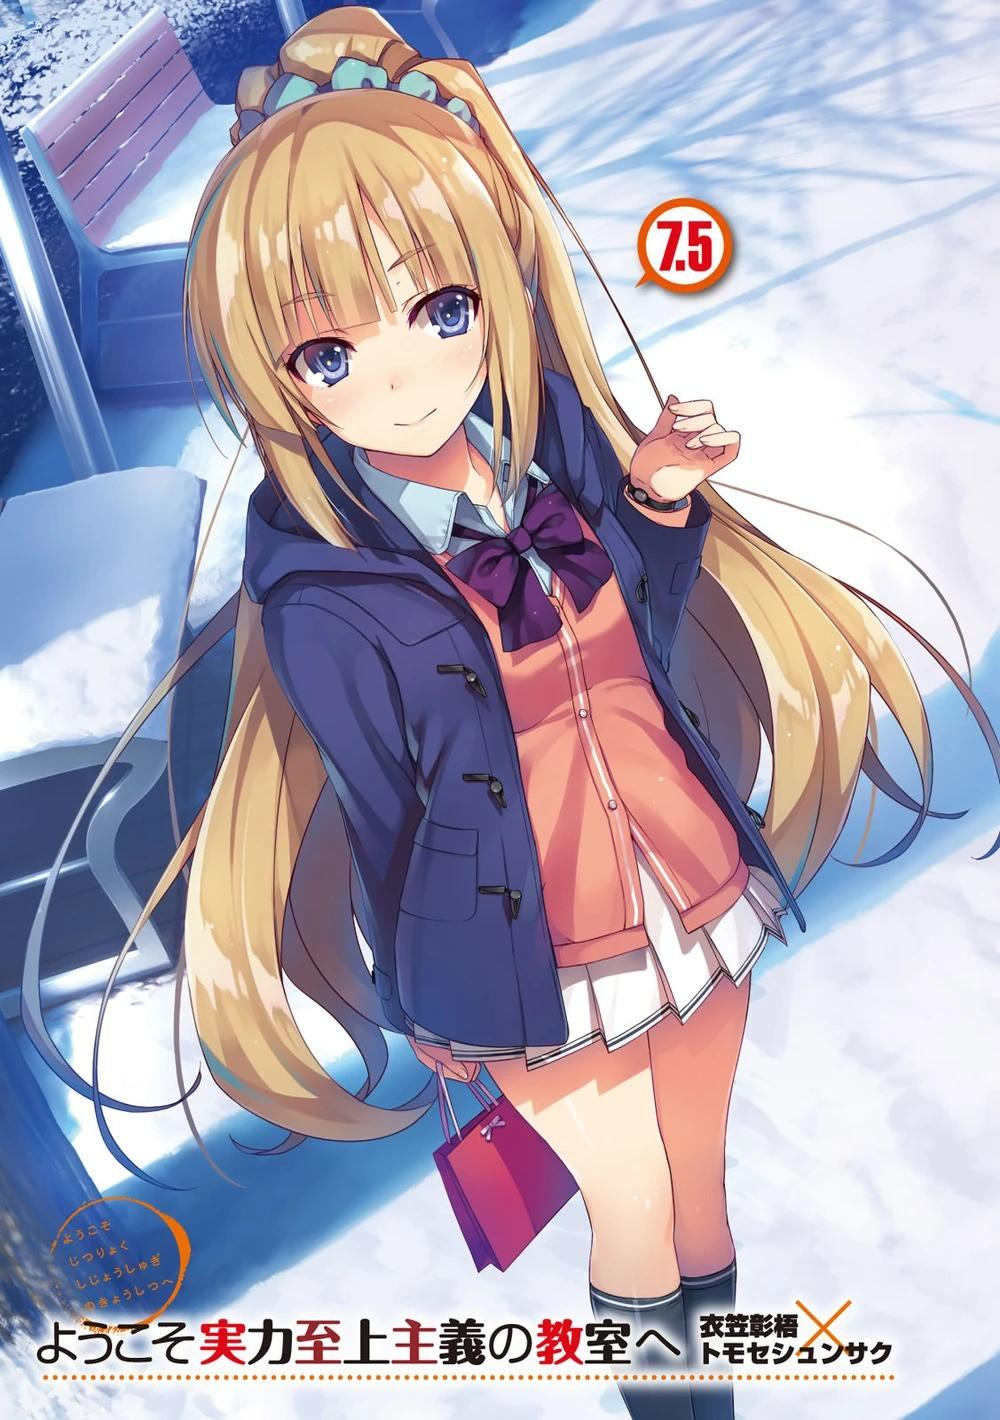 7.5
ようこそ
じつりょく
しじょうしゅぎ
のきょうしつへ
ようこそ実力至上主義の教室へ
衣笠彰梧
×
トモセシュンサク